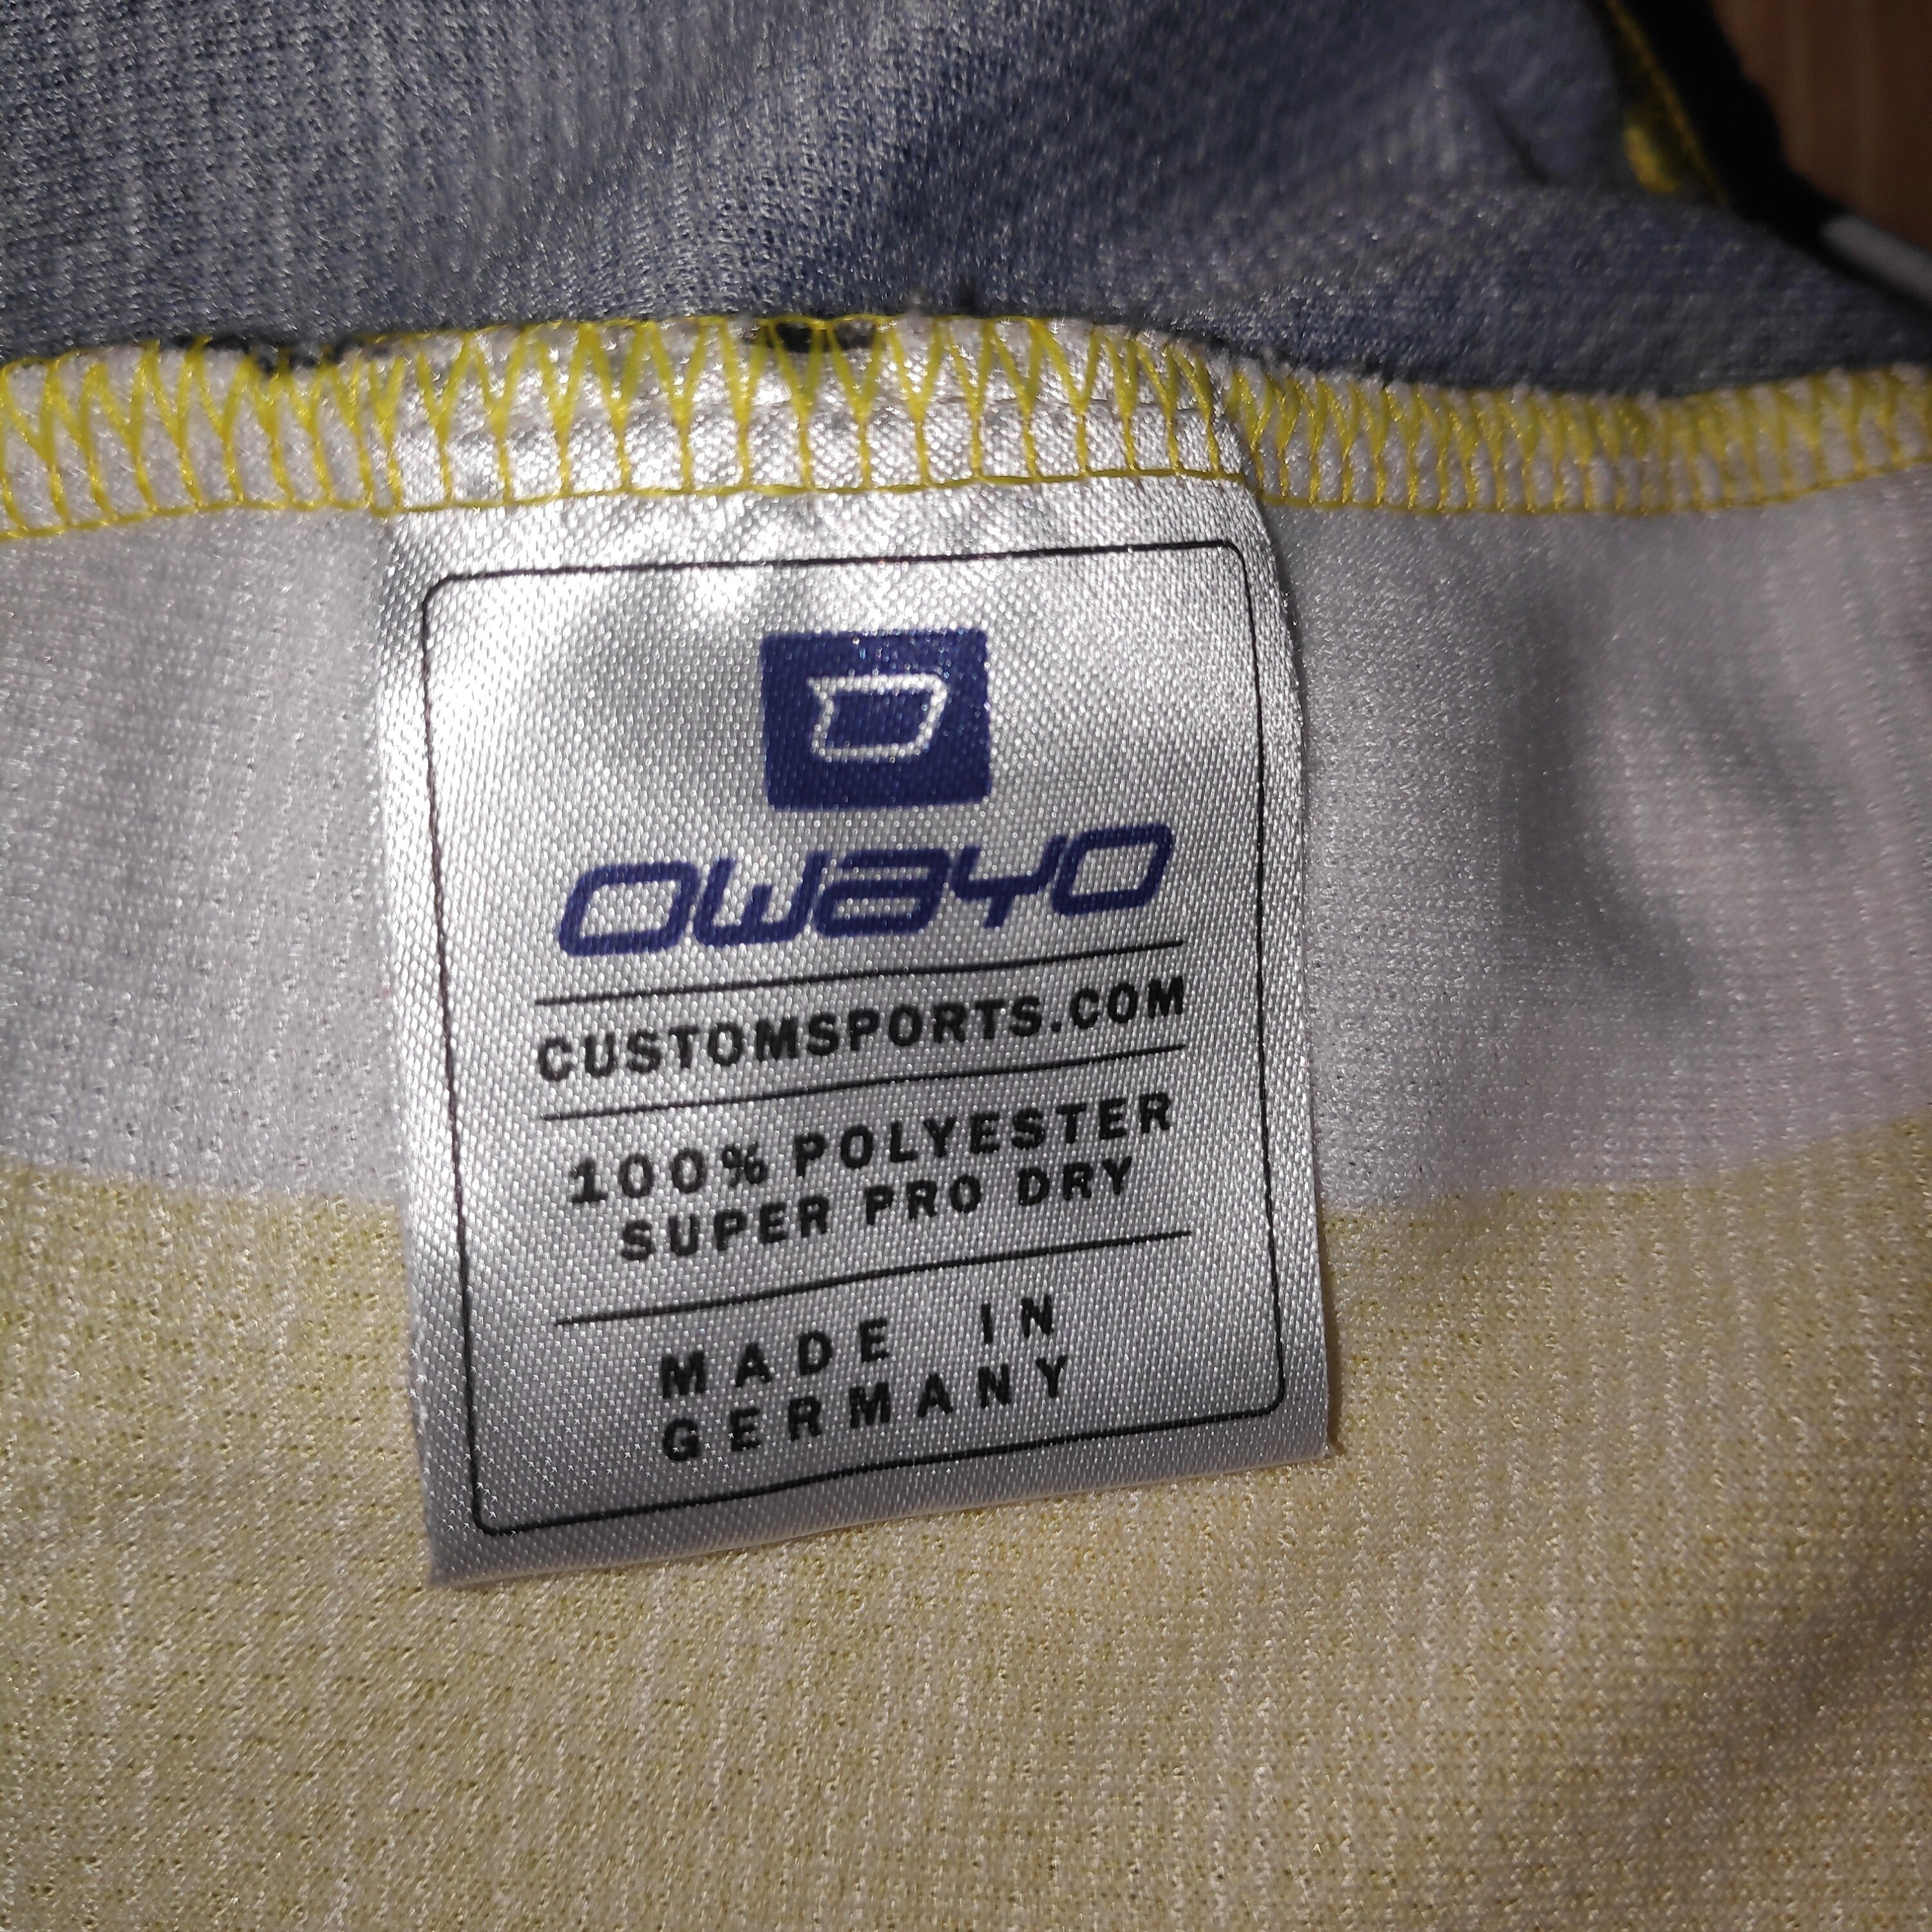 owayo
CUSTOMSPORTS.COM
100% POLYESTER
SUPER PRO DRY
MADE IN
GERMANY